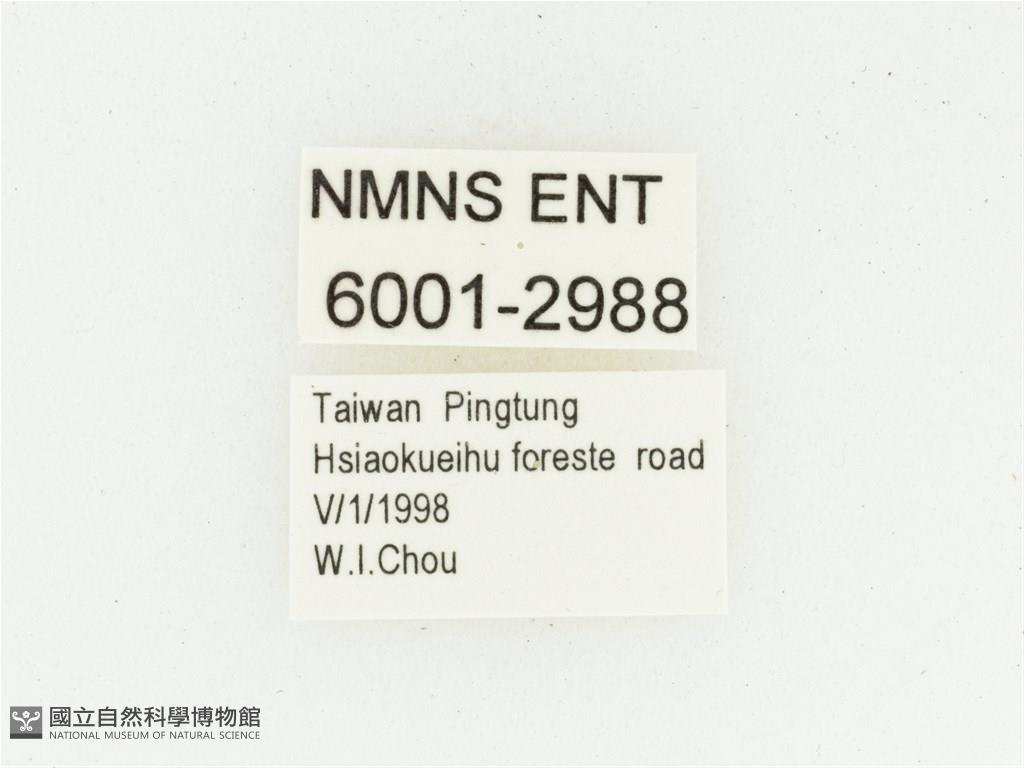 NMNS ENT
6001-2988
Taiwan Pingtung
Hsiaokueihu foreste road
V/1/1998
W.I.Chou
國立自然科學博物館
NATIONAL MUSEUM OF NATURAL SCIENCE